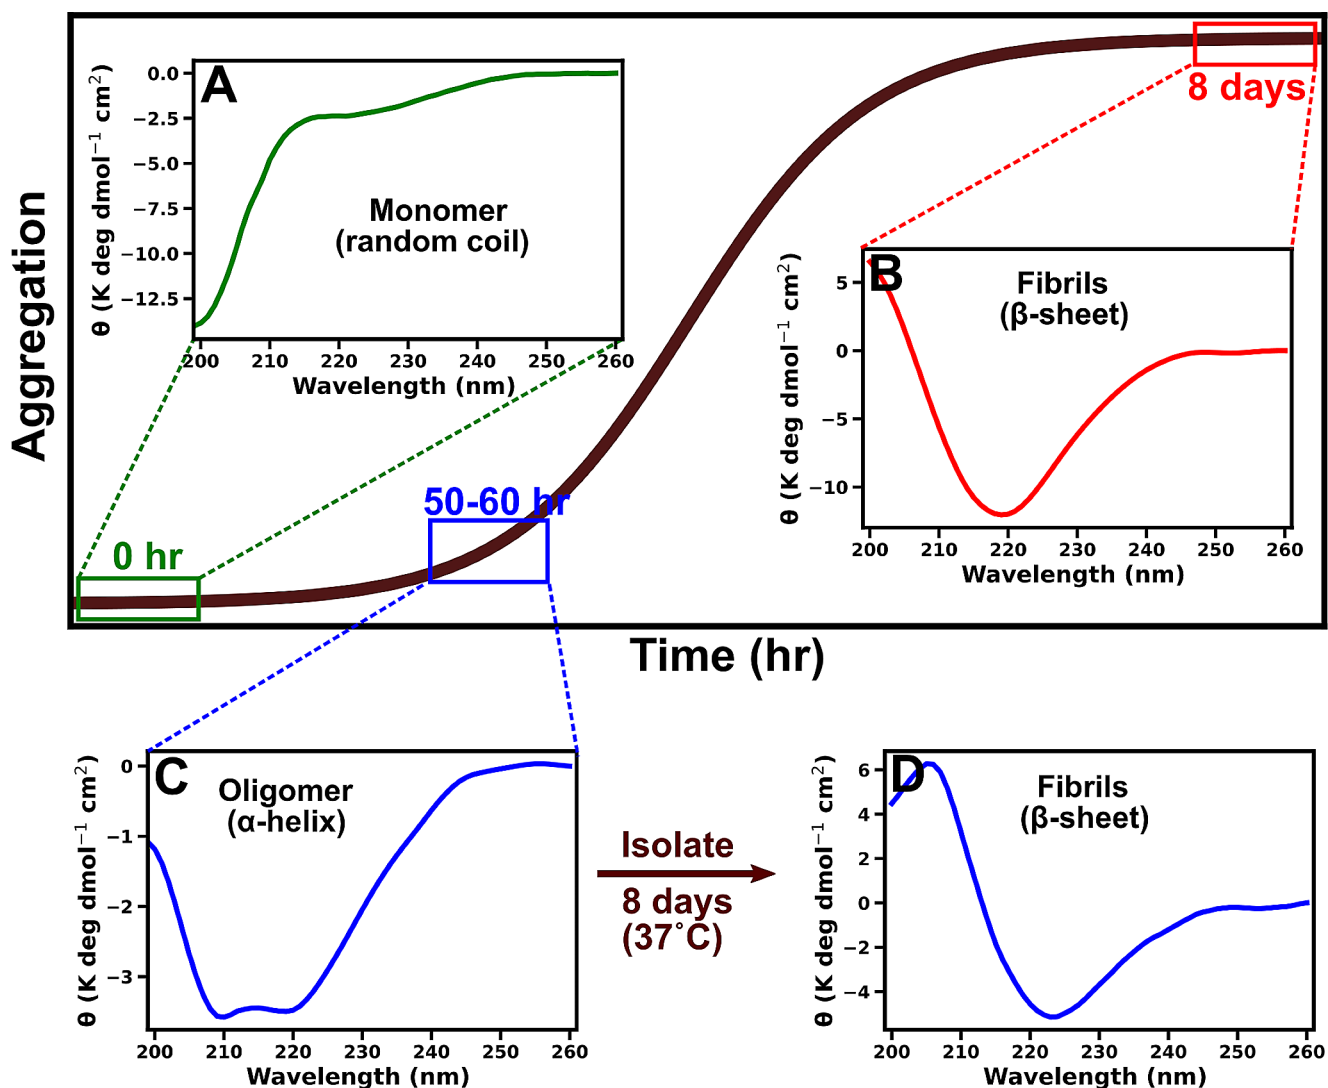 Aggregation
Time (hr)
A
θ (K deg dmol⁻¹ cm²)
0.0
−2.5
−5.0
−7.5
−10.0
−12.5
Monomer
(random coil)
200 210 220 230 240 250 260
Wavelength (nm)
0 hr
50-60 hr
8 days
B
θ (K deg dmol⁻¹ cm²)
5
0
−5
−10
Fibrils
(β-sheet)
200 210 220 230 240 250 260
Wavelength (nm)
C
θ (K deg dmol⁻¹ cm²)
0
−1
−2
−3
Oligomer
(α-helix)
200 210 220 230 240 250 260
Wavelength (nm)
Isolate
8 days
(37˚C)
D
θ (K deg dmol⁻¹ cm²)
6
4
2
0
−2
−4
Fibrils
(β-sheet)
200 210 220 230 240 250 260
Wavelength (nm)